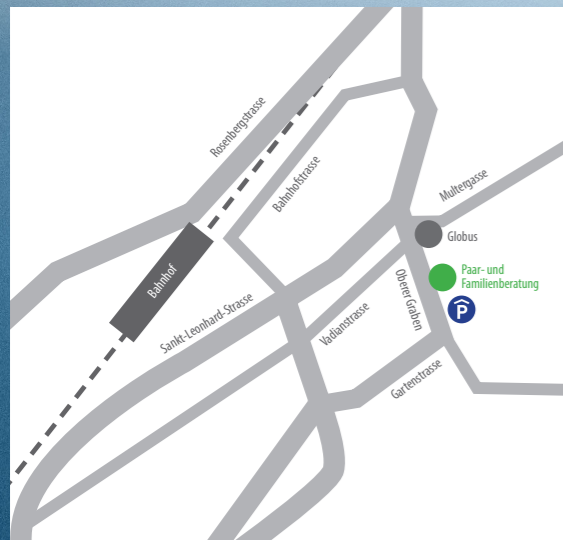 Rosenbergstrasse
Bahnhofstrasse
Multergasse
Globus
Bahnhof
Paar- und
Familienberatung
Oberer Graben
P
Sankt-Leonhard-Strasse
Vadianstrasse
Gartenstrasse